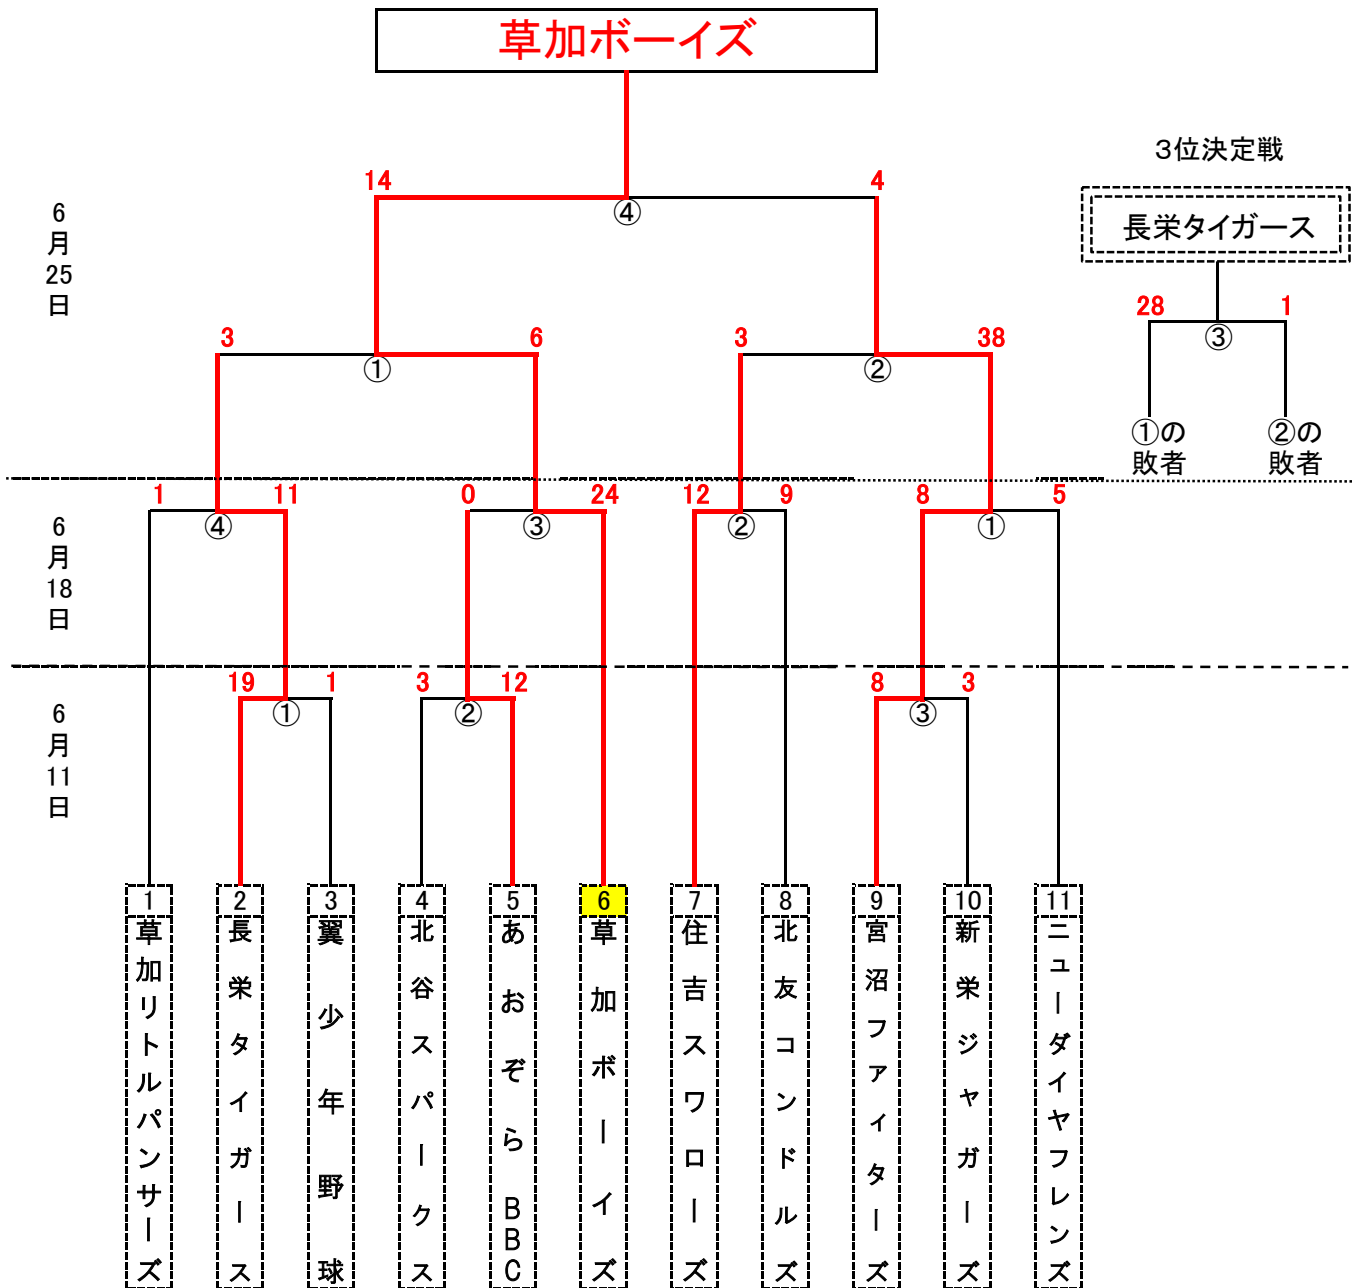 草加ボーイズ
3位決定戦
長栄タイガース
28 1
③
①の
敗者
②の
敗者
6月25日
14 4
④
3 6 3 38
① ②
6月18日
1 11 0 24 12 9 8 5
④ ③ ② ①
6月11日
19 1 3 12 8 3
① ② ③
1 2 3 4 5 6 7 8 9 10 11
草加リトルパンサーズ
長栄タイガース
翼少年野球
北谷スパークス
あおぞらBBC
草加ボーイズ
住吉スワローズ
北友コンドルズ
宮沼ファイターズ
新栄ジャガーズ
ニューダイヤフレンズ